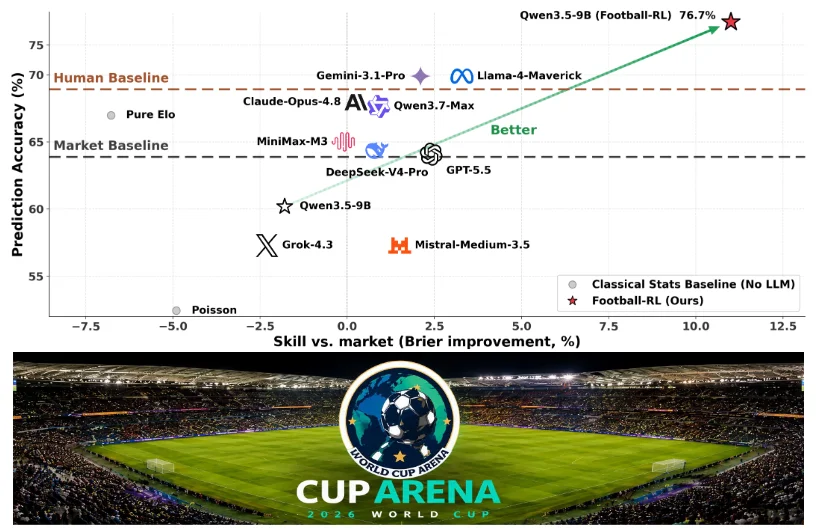 Qwen3.5-9B (Football-RL) 76.7%
75
Gemini-3.1-Pro
Llama-4-Maverick
70
Human Baseline
Claude-Opus-4.8
Qwen3.7-Max
Pure Elo
Better
65
Market Baseline
MiniMax-M3
DeepSeek-V4-Pro
GPT-5.5
60
Qwen3.5-9B
Grok-4.3
Mistral-Medium-3.5
55
Poisson
Classical Stats Baseline (No LLM)
Football-RL (Ours)
Prediction Accuracy (%)
−7.5 −5.0 −2.5 0.0 2.5 5.0 7.5 10.0 12.5
Skill vs. market (Brier improvement, %)
WORLD CUP ARENA
CUP ARENA
2026 WORLD CUP